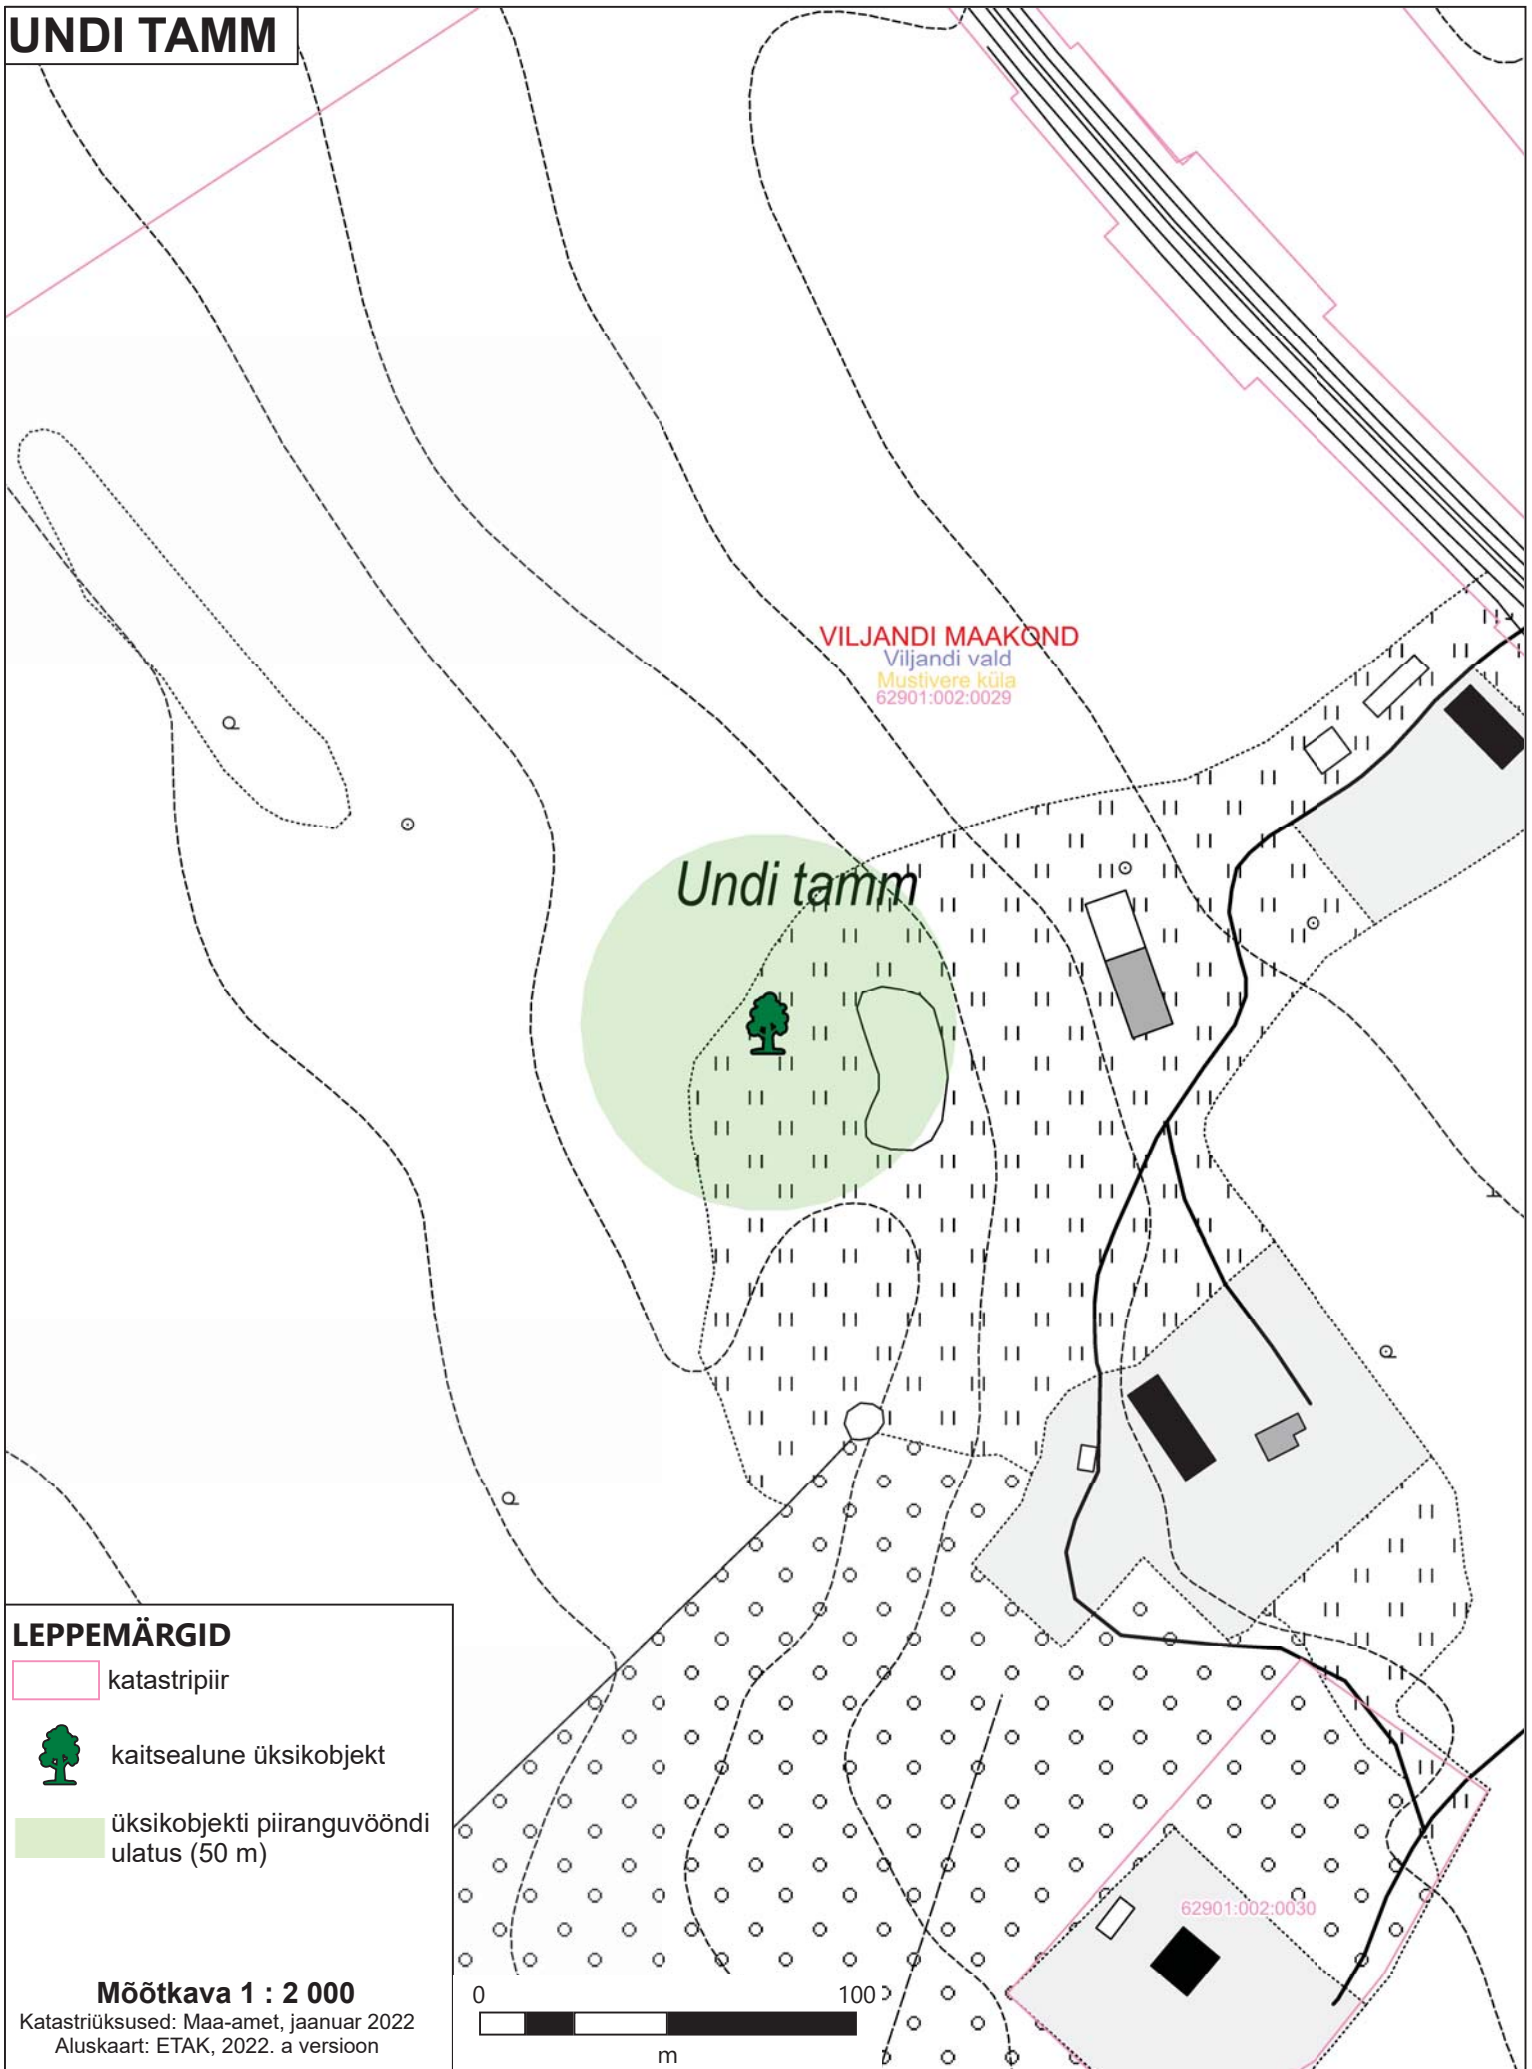 UNDI TAMM
VILJANDI MAAKOND
Viljandi vald
Mustivere küla
62901:002:0029
Undi tamm
62901:002:0030
LEPPEMÄRGID
katastripiir
kaitsealune üksikobjekt
üksikobjekti piiranguvööndi
ulatus (50 m)
Mõõtkava 1 : 2 000
Katastriüksused: Maa-amet, jaanuar 2022
Aluskaart: ETAK, 2022. a versioon
0 100
m